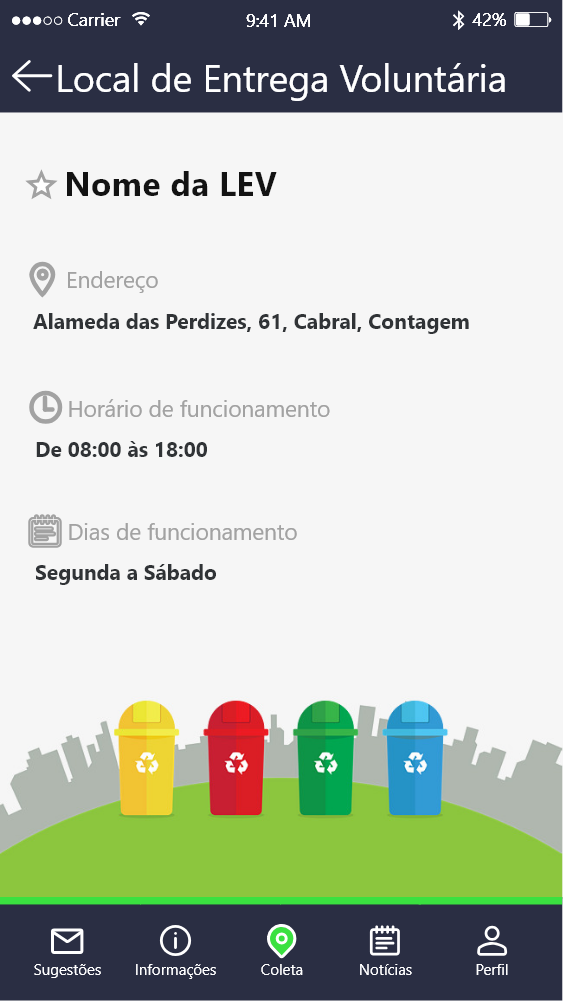 Carrier 9:41 AM 42%
Local de Entrega Voluntária
Nome da LEV
Endereço
Alameda das Perdizes, 61, Cabral, Contagem
Horário de funcionamento
De 08:00 às 18:00
Dias de funcionamento
Segunda a Sábado
Sugestões Informações Coleta Notícias Perfil